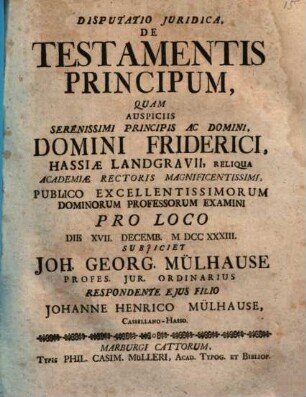 15
DISPUTATIO JURIDICA,
DE
TESTAMENTIS
PRINCIPUM,
QUAM
AUSPICIIS
SERENISSIMI PRINCIPIS AC DOMINI,
DOMINI FRIDERICI,
HASSIÆ LANDGRAVII, RELIQUA
ACADEMIÆ RECTORIS MAGNIFICENTISSIMI,
PUBLICO EXCELLENTISSIMORUM
DOMINORUM PROFESSORUM EXAMINI
PRO LOCO
DIE XVII. DECEMB. M DCC XXXIII.
SUBJICIET
JOH. GEORG. MÜLHAUSE
PROFES. JUR. ORDINARIUS
RESPONDENTE EJUS FILIO
JOHANNE HENRICO MÜLHAUSE,
CASSELLANO-HASSO.
MARBURGI CATTORUM,
TYPIS PHIL. CASIM. MÜLLERI, ACAD. TYPOG. ET BIBLIOP.